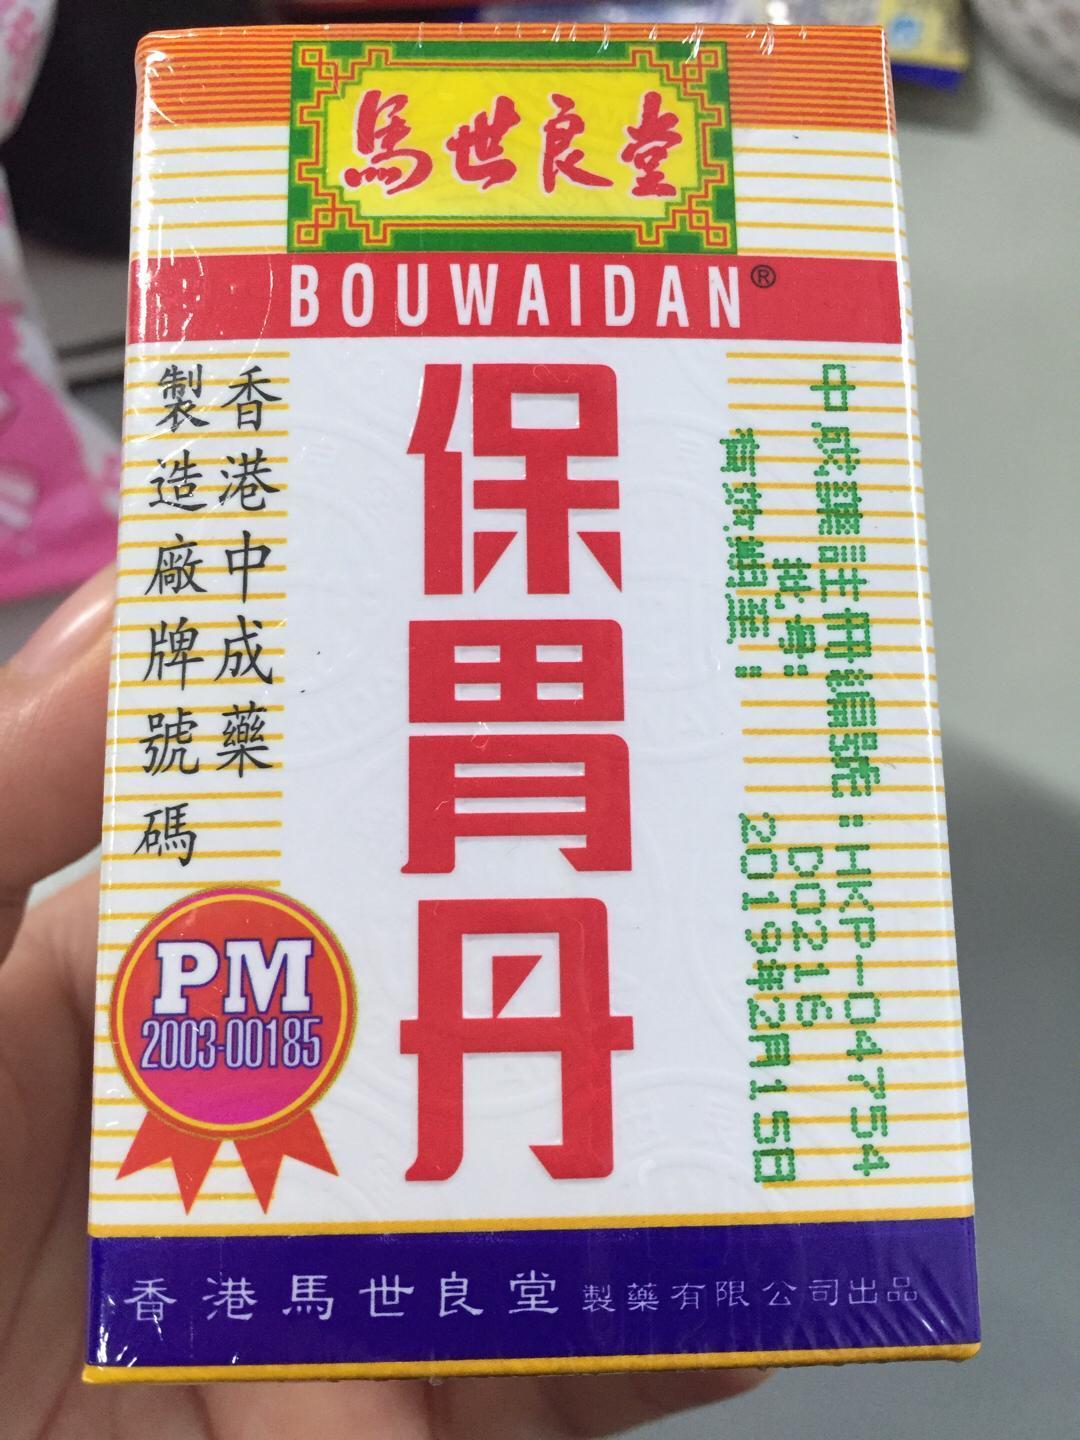 馬世良堂
BOUWAIDAN®
保胃丹
香港中成藥
製造廠牌號碼
PM
2003-00185
中成藥註冊編號：HKP-04754
批号： D0216
有效期至： 2019年2月15日
香港馬世良堂製藥有限公司出品